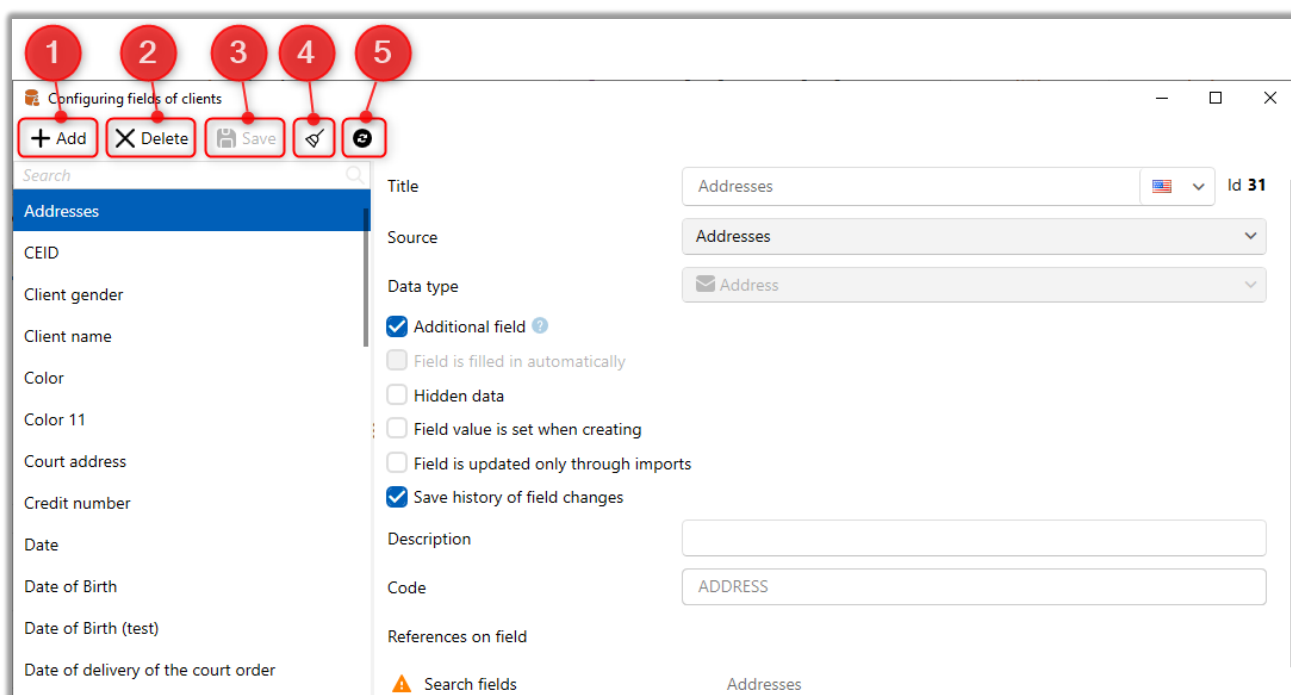 1 2 3 4 5
Configuring fields of clients
Add Delete Save
Search
Addresses
CEID
Client gender
Client name
Color
Color 11
Court address
Credit number
Date
Date of Birth
Date of Birth (test)
Date of delivery of the court order
Title Addresses Id 31
Source Addresses
Data type Address
Additional field ?
Field is filled in automatically
Hidden data
Field value is set when creating
Field is updated only through imports
Save history of field changes
Description
Code ADDRESS
References on field
Search fields Addresses